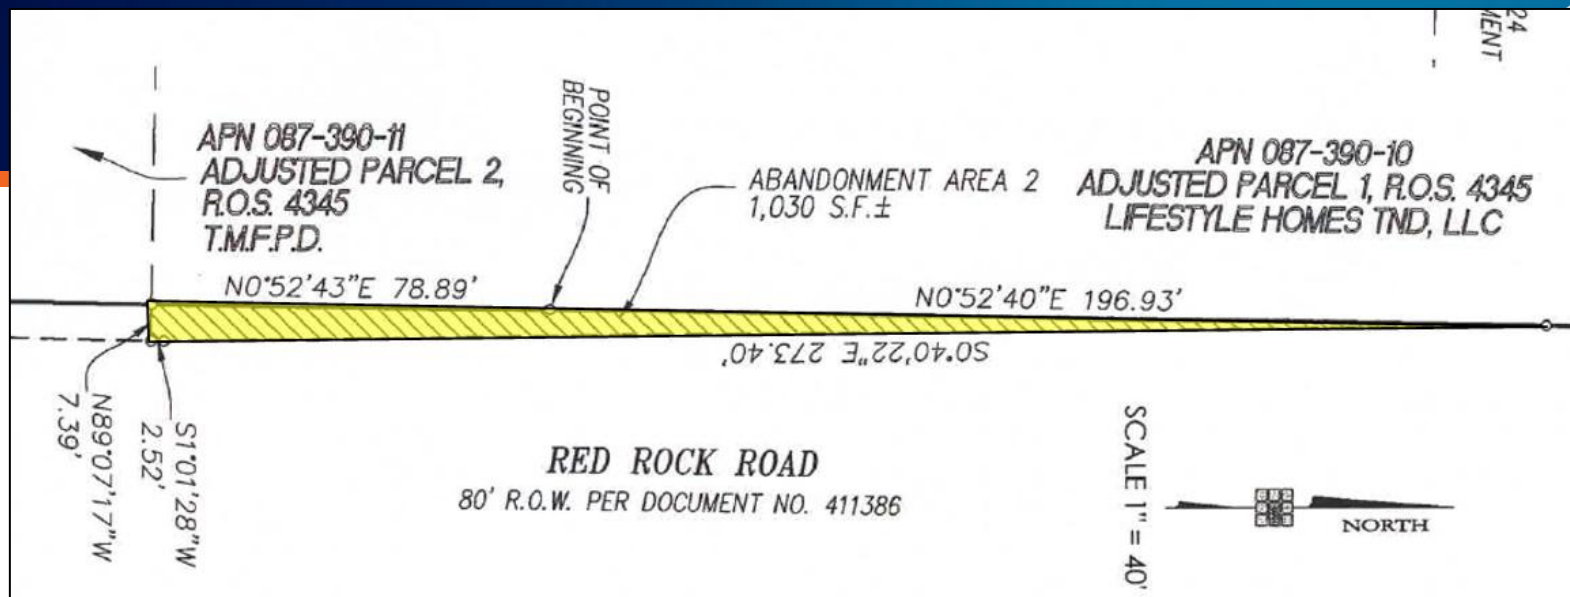 24
MENT
POINT OF
BEGINNING
APN 087-390-11
ADJUSTED PARCEL 2,
R.O.S. 4345
T.M.F.P.D.
ABANDONMENT AREA 2
1,030 S.F.±
APN 087-390-10
ADJUSTED PARCEL 1, R.O.S. 4345
LIFESTYLE HOMES TND, LLC
N0°52'43"E 78.89'
N0°52'40"E 196.93'
S0°40'22"E 273.40'
N89°07'17"W
7.39'
S1°01'28"W
2.52'
RED ROCK ROAD
80' R.O.W. PER DOCUMENT NO. 411386
SCALE 1" = 40'
NORTH